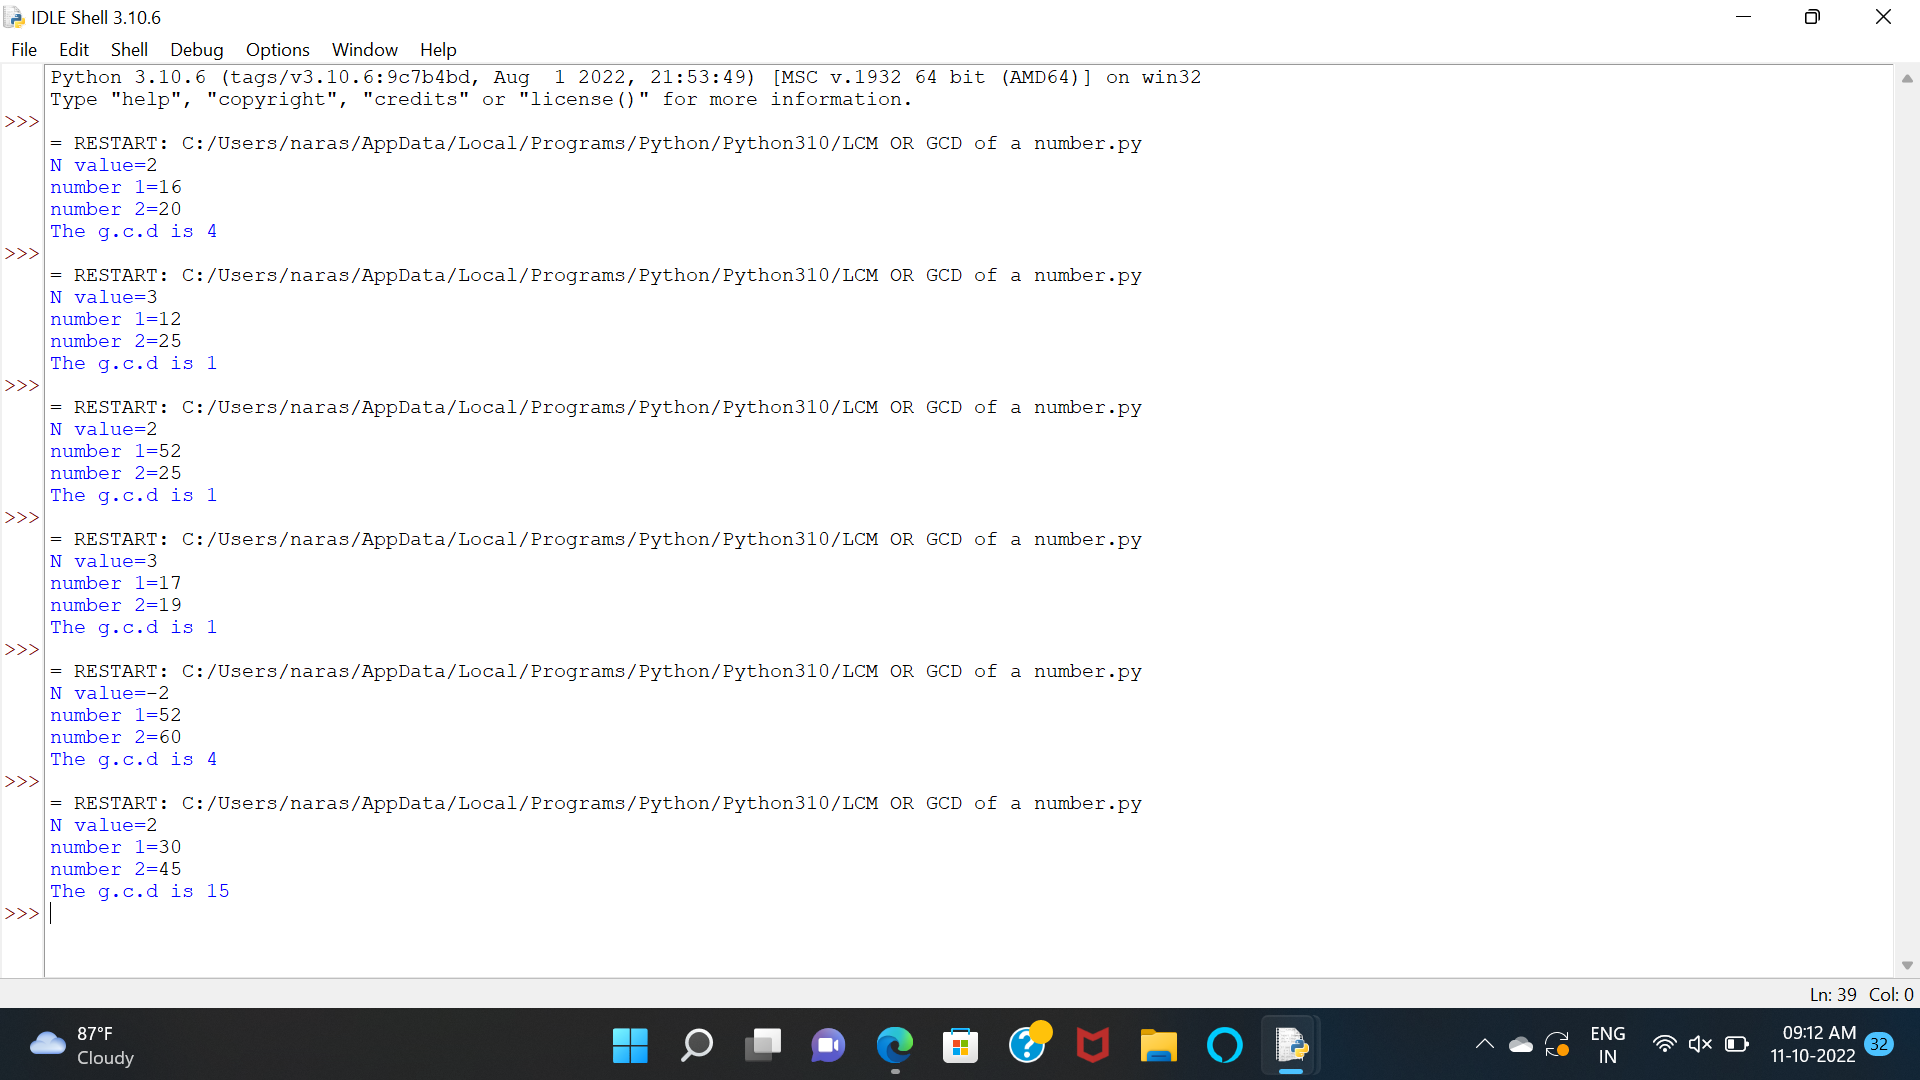 IDLE Shell 3.10.6
File Edit Shell Debug Options Window Help
Python 3.10.6 (tags/v3.10.6:9c7b4bd, Aug  1 2022, 21:53:49) [MSC v.1932 64 bit (AMD64)] on win32
Type "help", "copyright", "credits" or "license()" for more information.
>>>
= RESTART: C:/Users/naras/AppData/Local/Programs/Python/Python310/LCM OR GCD of a number.py
N value=2
number 1=16
number 2=20
The g.c.d is 4
>>>
= RESTART: C:/Users/naras/AppData/Local/Programs/Python/Python310/LCM OR GCD of a number.py
N value=3
number 1=12
number 2=25
The g.c.d is 1
>>>
= RESTART: C:/Users/naras/AppData/Local/Programs/Python/Python310/LCM OR GCD of a number.py
N value=2
number 1=52
number 2=25
The g.c.d is 1
>>>
= RESTART: C:/Users/naras/AppData/Local/Programs/Python/Python310/LCM OR GCD of a number.py
N value=3
number 1=17
number 2=19
The g.c.d is 1
>>>
= RESTART: C:/Users/naras/AppData/Local/Programs/Python/Python310/LCM OR GCD of a number.py
N value=-2
number 1=52
number 2=60
The g.c.d is 4
>>>
= RESTART: C:/Users/naras/AppData/Local/Programs/Python/Python310/LCM OR GCD of a number.py
N value=2
number 1=30
number 2=45
The g.c.d is 15
>>>
Ln: 39 Col: 0
87°F
Cloudy
ENG
IN
09:12 AM
11-10-2022
32